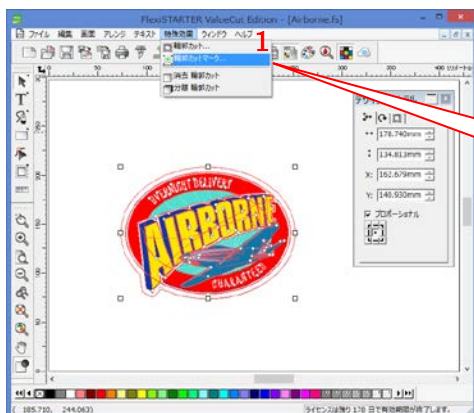 FlexiSTARTER ValueCut Edition - [Airborne.fs]
ファイル 編集 画面 アレンジ テキスト 特殊効果 ウィンドウ ヘルプ
1
輪郭カット...
輪郭カットマーク...
消去 輪郭カット
分離 輪郭カット
178.740mm
134.813mm
X: 162.679mm
Y: 148.930mm
プロポーショナル
OVERNIGHT DELIVERY
AIRBORNE
GUARANTEED
( 185.710, 244.063)
ライセンスは残り 170 日で有効期間が終了します。